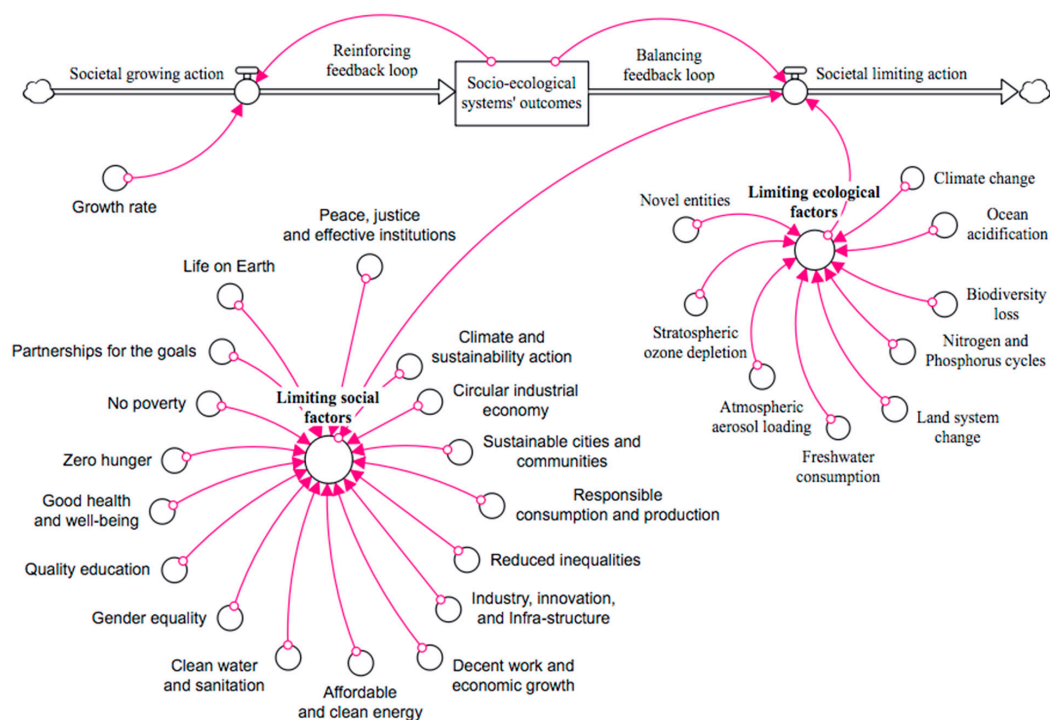 Societal growing action
Reinforcing
feedback loop
Socio-ecological
systems' outcomes
Balancing
feedback loop
Societal limiting action
Growth rate
Peace, justice
and effective institutions
Life on Earth
Partnerships for the goals
No poverty
Zero hunger
Good health
and well-being
Quality education
Gender equality
Clean water
and sanitation
Affordable
and clean energy
Decent work and
economic growth
Industry, innovation,
and Infra-structure
Reduced inequalities
Responsible
consumption and production
Sustainable cities and
communities
Circular industrial
economy
Climate and
sustainability action
Limiting social
factors
Limiting ecological
factors
Novel entities
Stratospheric
ozone depletion
Atmospheric
aerosol loading
Freshwater
consumption
Land system
change
Nitrogen and
Phosphorus cycles
Biodiversity
loss
Ocean
acidification
Climate change